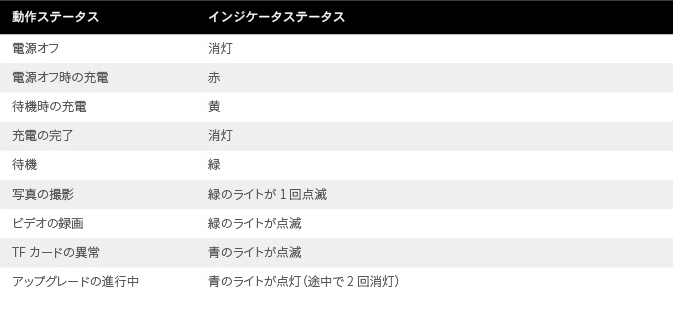 動作ステータス インジケータステータス
電源オフ 消灯
電源オフ時の充電 赤
待機時の充電 黄
充電の完了 消灯
待機 緑
写真の撮影 緑のライトが 1 回点滅
ビデオの録画 緑のライトが点滅
TF カードの異常 青のライトが点滅
アップグレードの進行中 青のライトが点灯（途中で 2 回消灯）